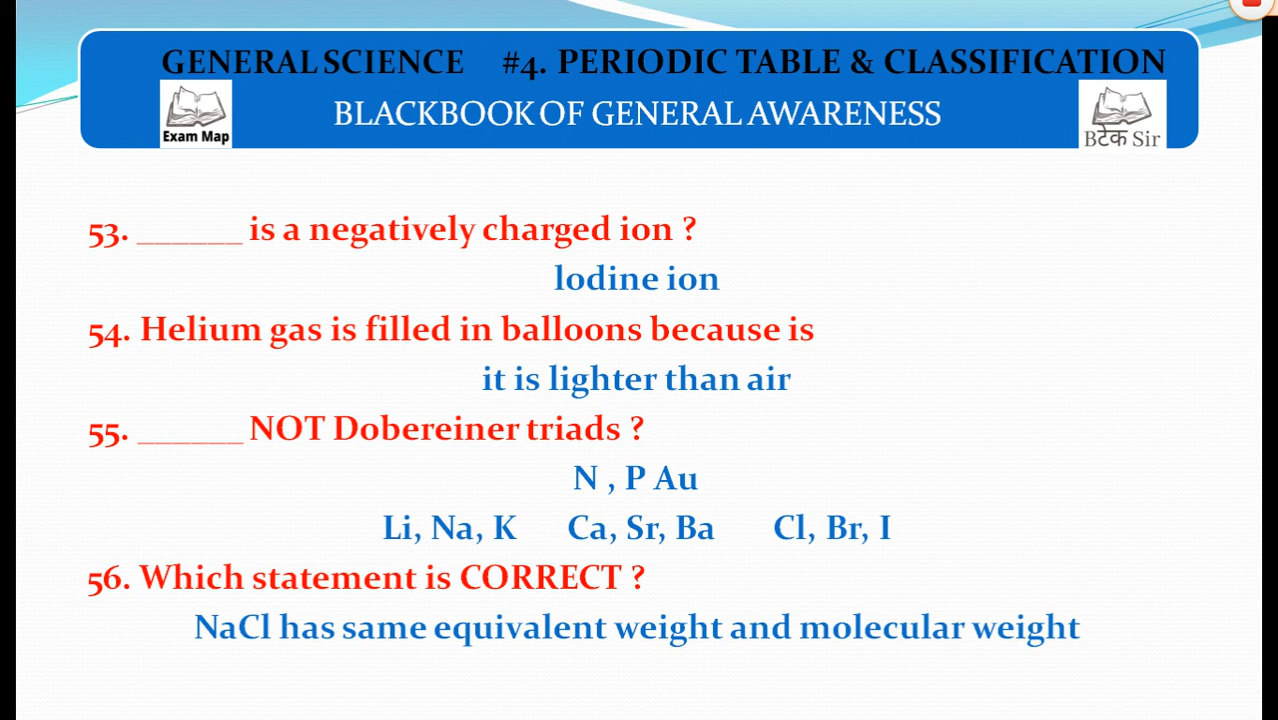 GENERAL SCIENCE #4. PERIODIC TABLE & CLASSIFICATION
BLACKBOOK OF GENERAL AWARENESS
Exam Map
Bटेक Sir
53. ______ is a negatively charged ion ?
lodine ion
54. Helium gas is filled in balloons because is
it is lighter than air
55. ______ NOT Dobereiner triads ?
N , P Au
Li, Na, K Ca, Sr, Ba Cl, Br, I
56. Which statement is CORRECT ?
NaCl has same equivalent weight and molecular weight